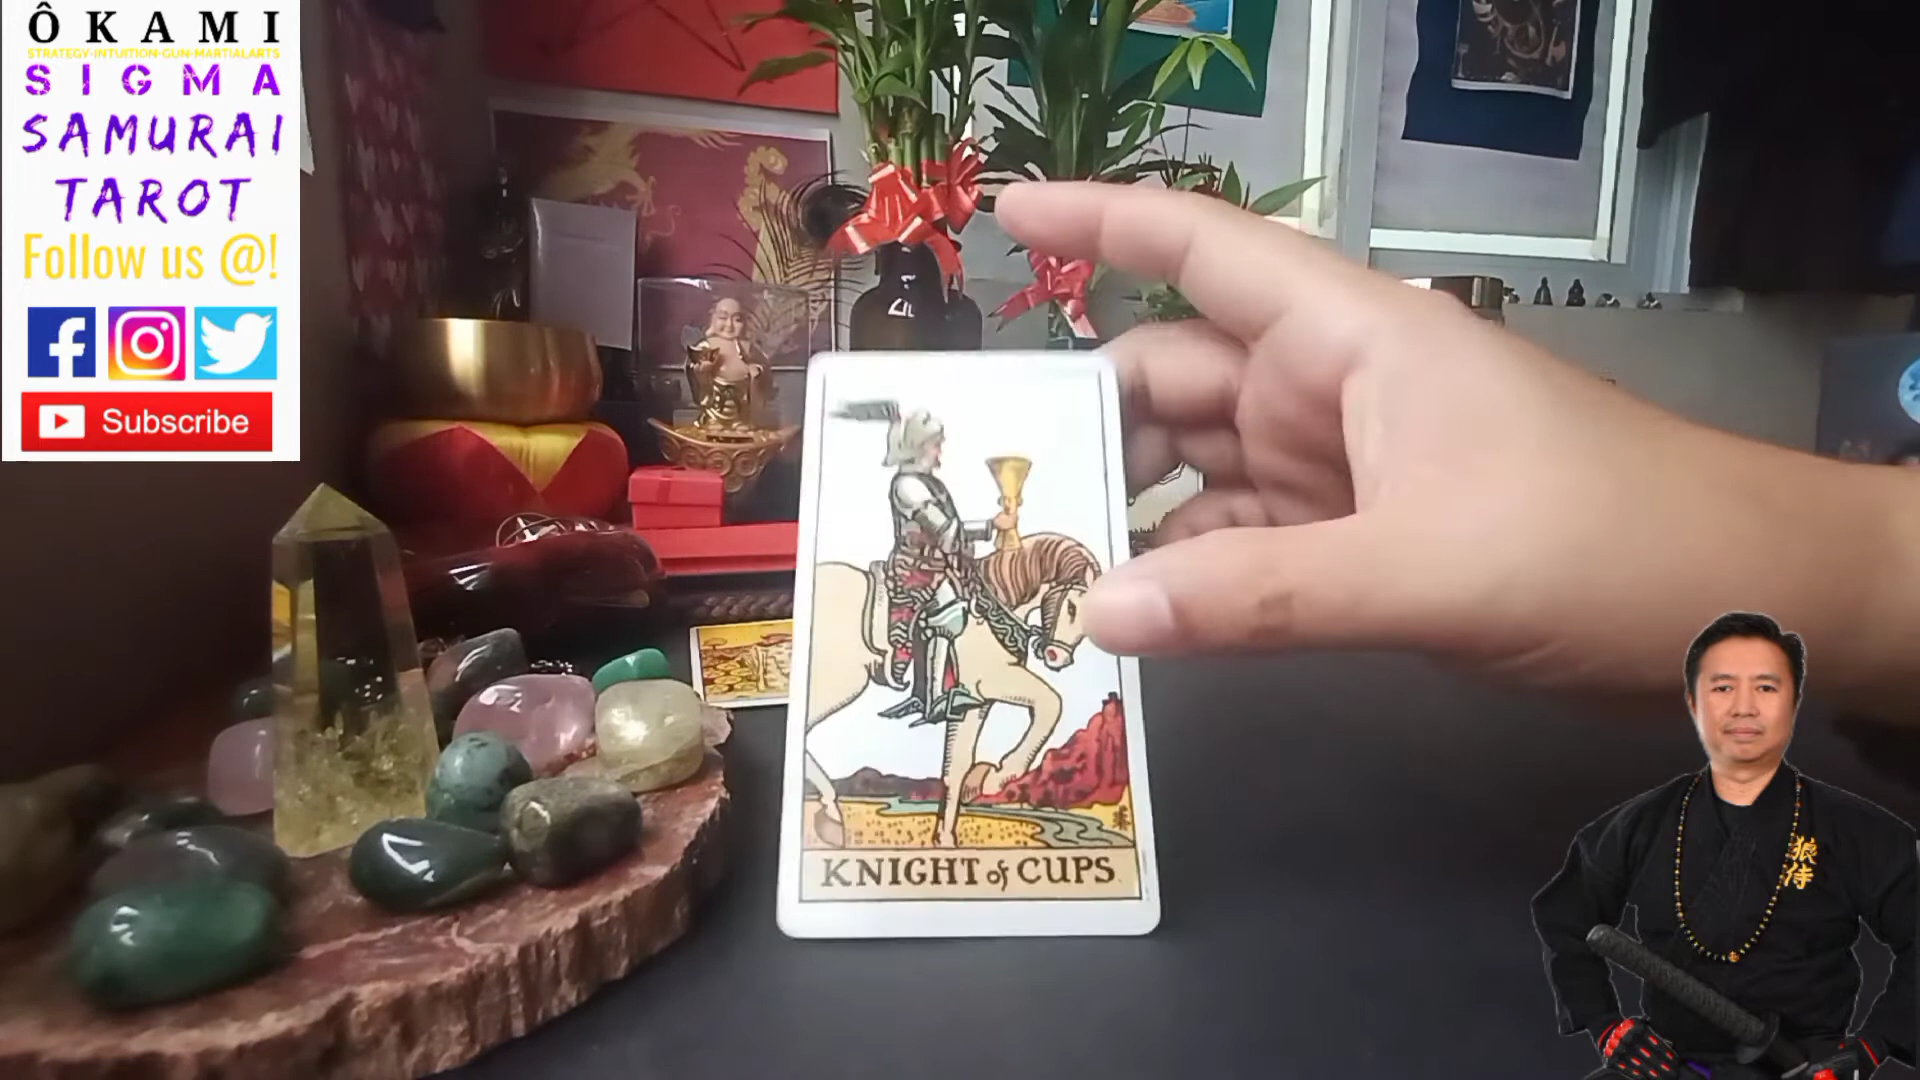 ÔKAMI
STRATEGY-INTUITION-GUN-MARTIALARTS
SIGMA
SAMURAI
TAROT
Follow us @!
Subscribe
KNIGHT of CUPS
狼
侍